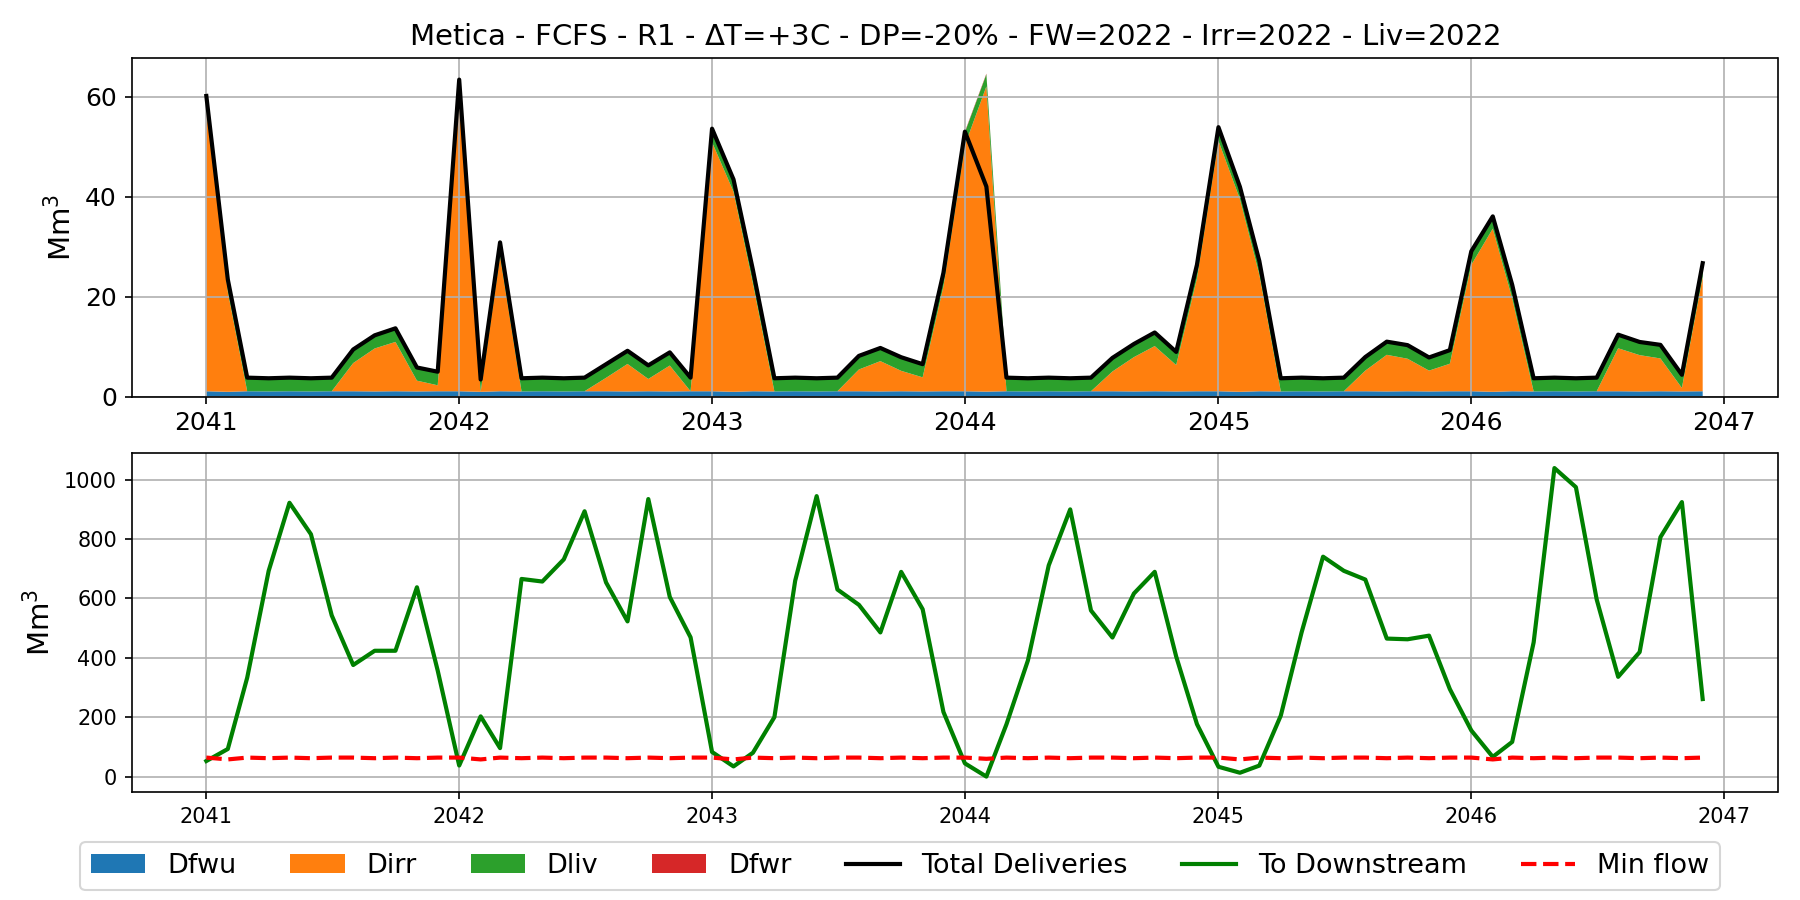 Metica - FCFS - R1 - ΔT=+3C - DP=-20% - FW=2022 - Irr=2022 - Liv=2022
Mm³
60
40
20
0
2041 2042 2043 2044 2045 2046 2047
Mm³
1000
800
600
400
200
0
2041 2042 2043 2044 2045 2046 2047
Dfwu Dirr Dliv Dfwr Total Deliveries To Downstream Min flow